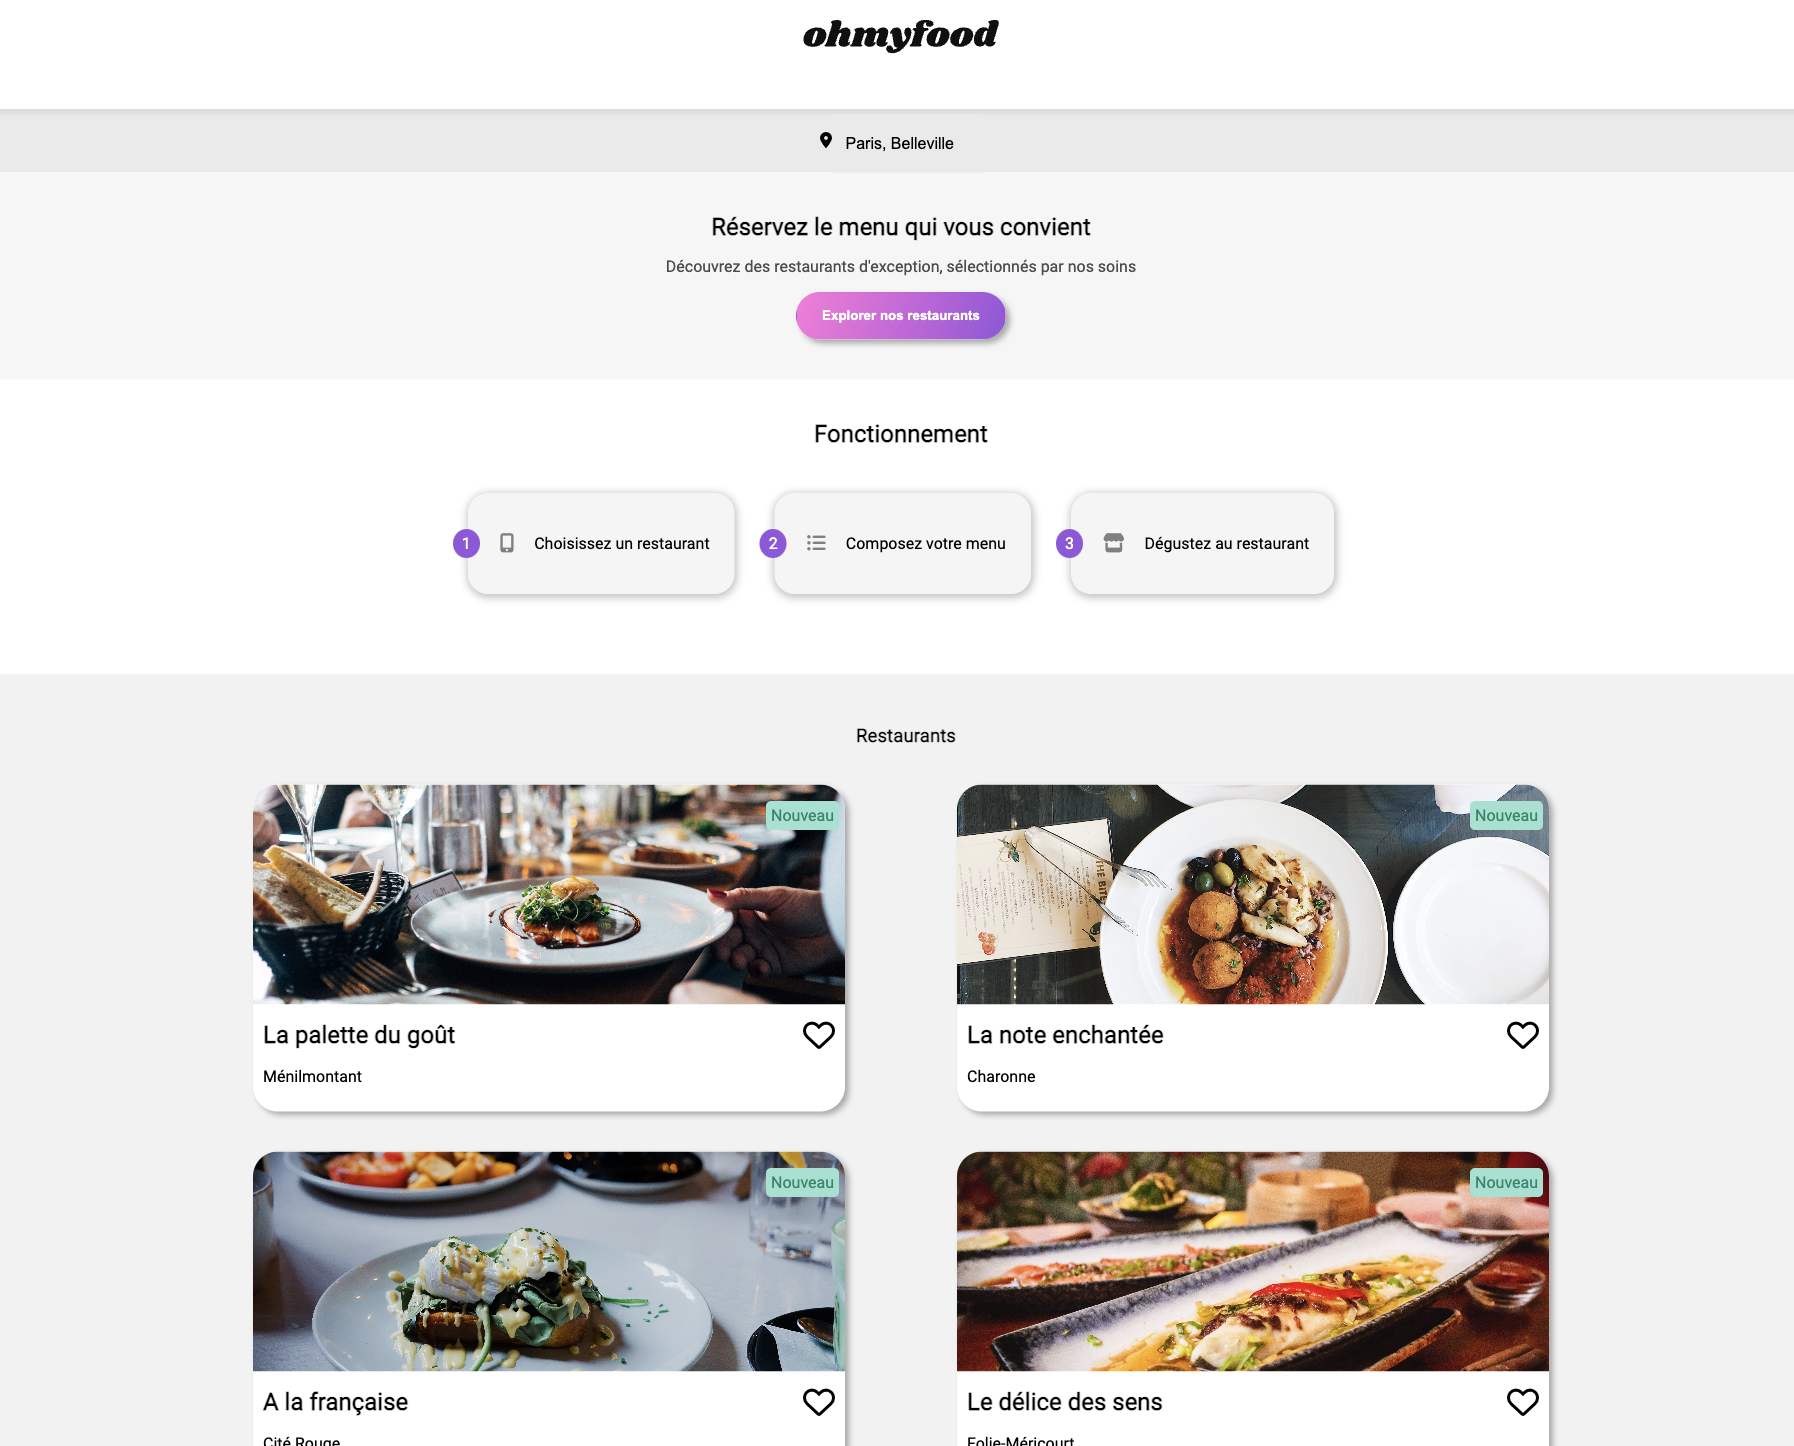 ohmyfood
Paris, Belleville
Réservez le menu qui vous convient
Découvrez des restaurants d'exception, sélectionnés par nos soins
Explorer nos restaurants
Fonctionnement
1 Choisissez un restaurant
2 Composez votre menu
3 Dégustez au restaurant
Restaurants
Nouveau
La palette du goût
Ménilmontant
Nouveau
THE BIT
La note enchantée
Charonne
Nouveau
A la française
Cité Rouge
Nouveau
Le délice des sens
Folie-Méricourt